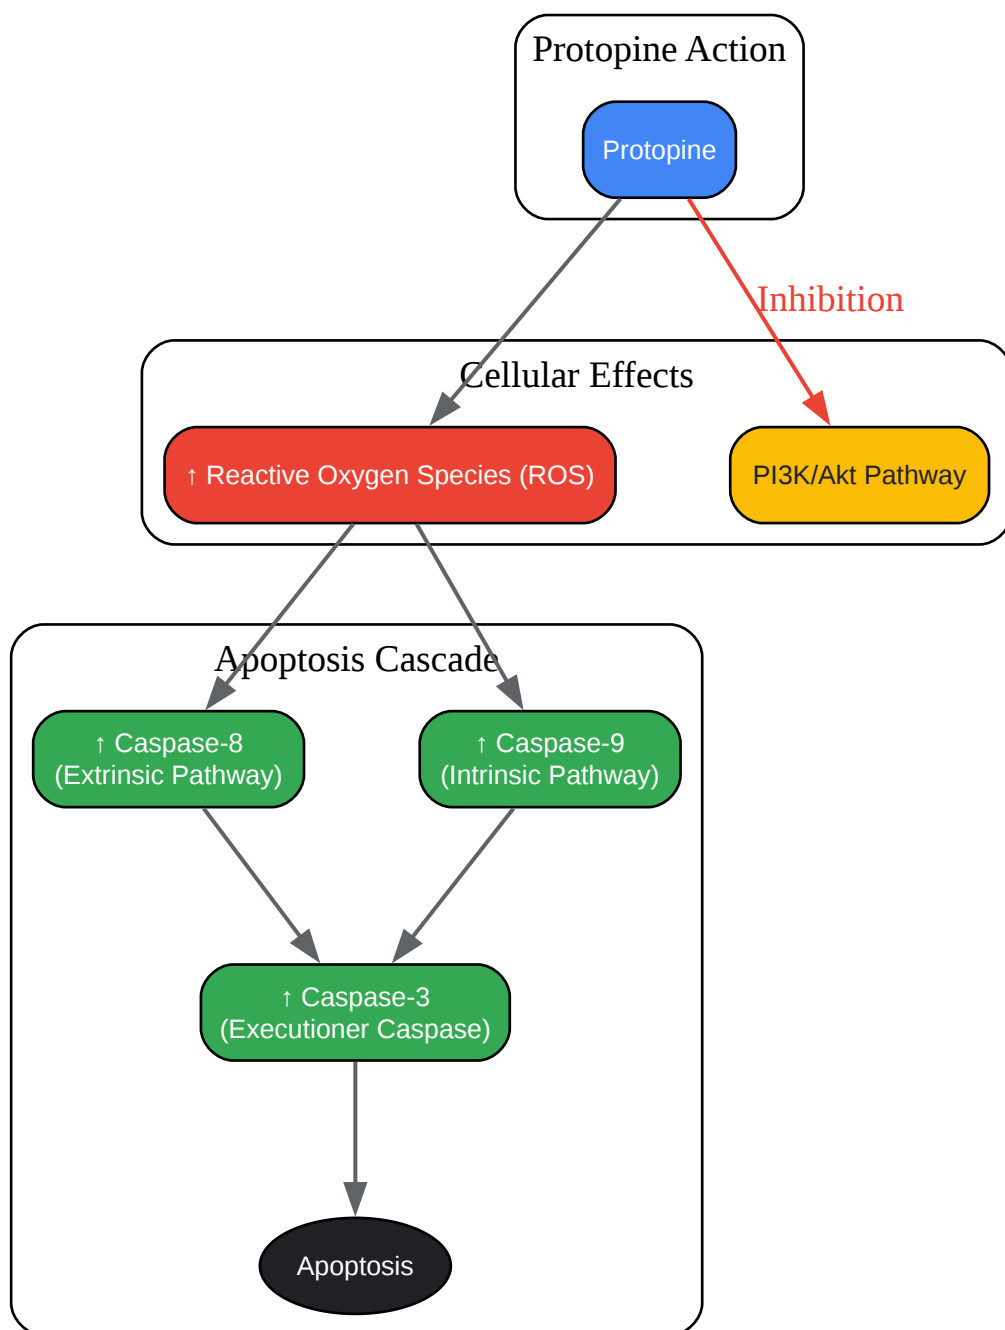 Protopine Action
Protopine
Inhibition
Cellular Effects
↑ Reactive Oxygen Species (ROS)
PI3K/Akt Pathway
Apoptosis Cascade
↑ Caspase-8
(Extrinsic Pathway)
↑ Caspase-9
(Intrinsic Pathway)
↑ Caspase-3
(Executioner Caspase)
Apoptosis